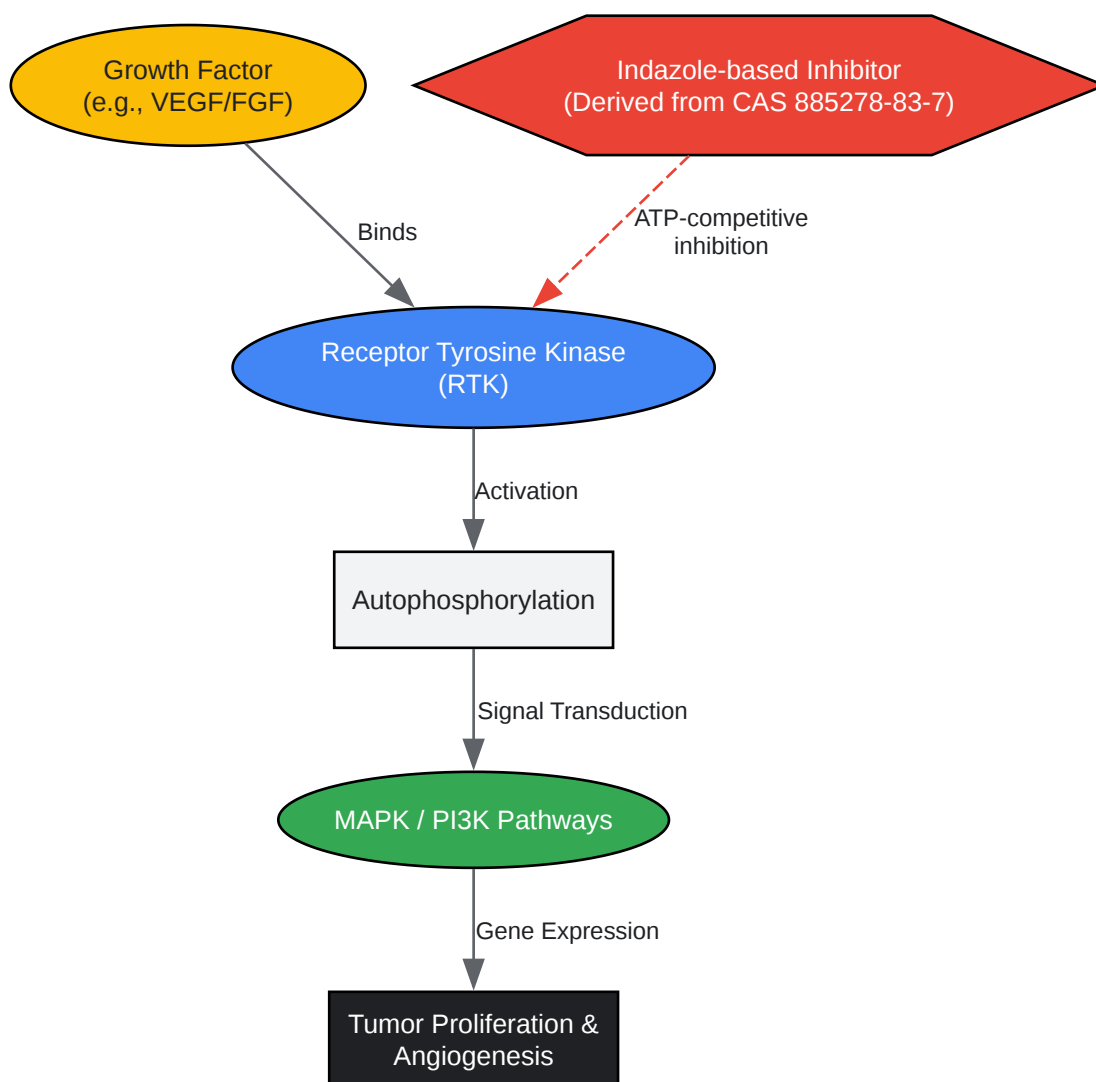 Growth Factor
(e.g., VEGF/FGF)
Indazole-based Inhibitor
(Derived from CAS 885278-83-7)
Binds
ATP-competitive
inhibition
Receptor Tyrosine Kinase
(RTK)
Activation
Autophosphorylation
Signal Transduction
MAPK / PI3K Pathways
Gene Expression
Tumor Proliferation &
Angiogenesis